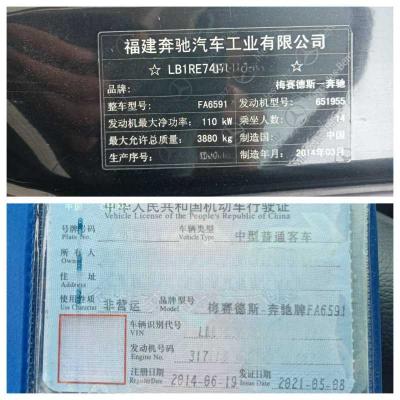 福建奔驰汽车工业有限公司
☆ LB1RE74 ☆
品牌: 梅赛德斯-奔驰
整车型号: FA6591 发动机型号: 651955
发动机最大净功率: 110 kW 乘坐人数: 14
最大允许总质量: 3880 kg 制造国: 中国
生产序号: 制造年月: 2014年03月
中华人民共和国机动车行驶证
Vehicle License of the People's Republic of China
号牌号码 车辆类型 中型普通客车
Plate No. Vehicle Type
所有人
Owner
住址
Address
使用性质 非营运 品牌型号 梅赛德斯-奔驰牌FA6591
Use Character Model
车辆识别代号
VIN
发动机号码 317
Engine No.
注册日期 2014-06-19 发证日期 2021-05-08
Register Date Issue Date